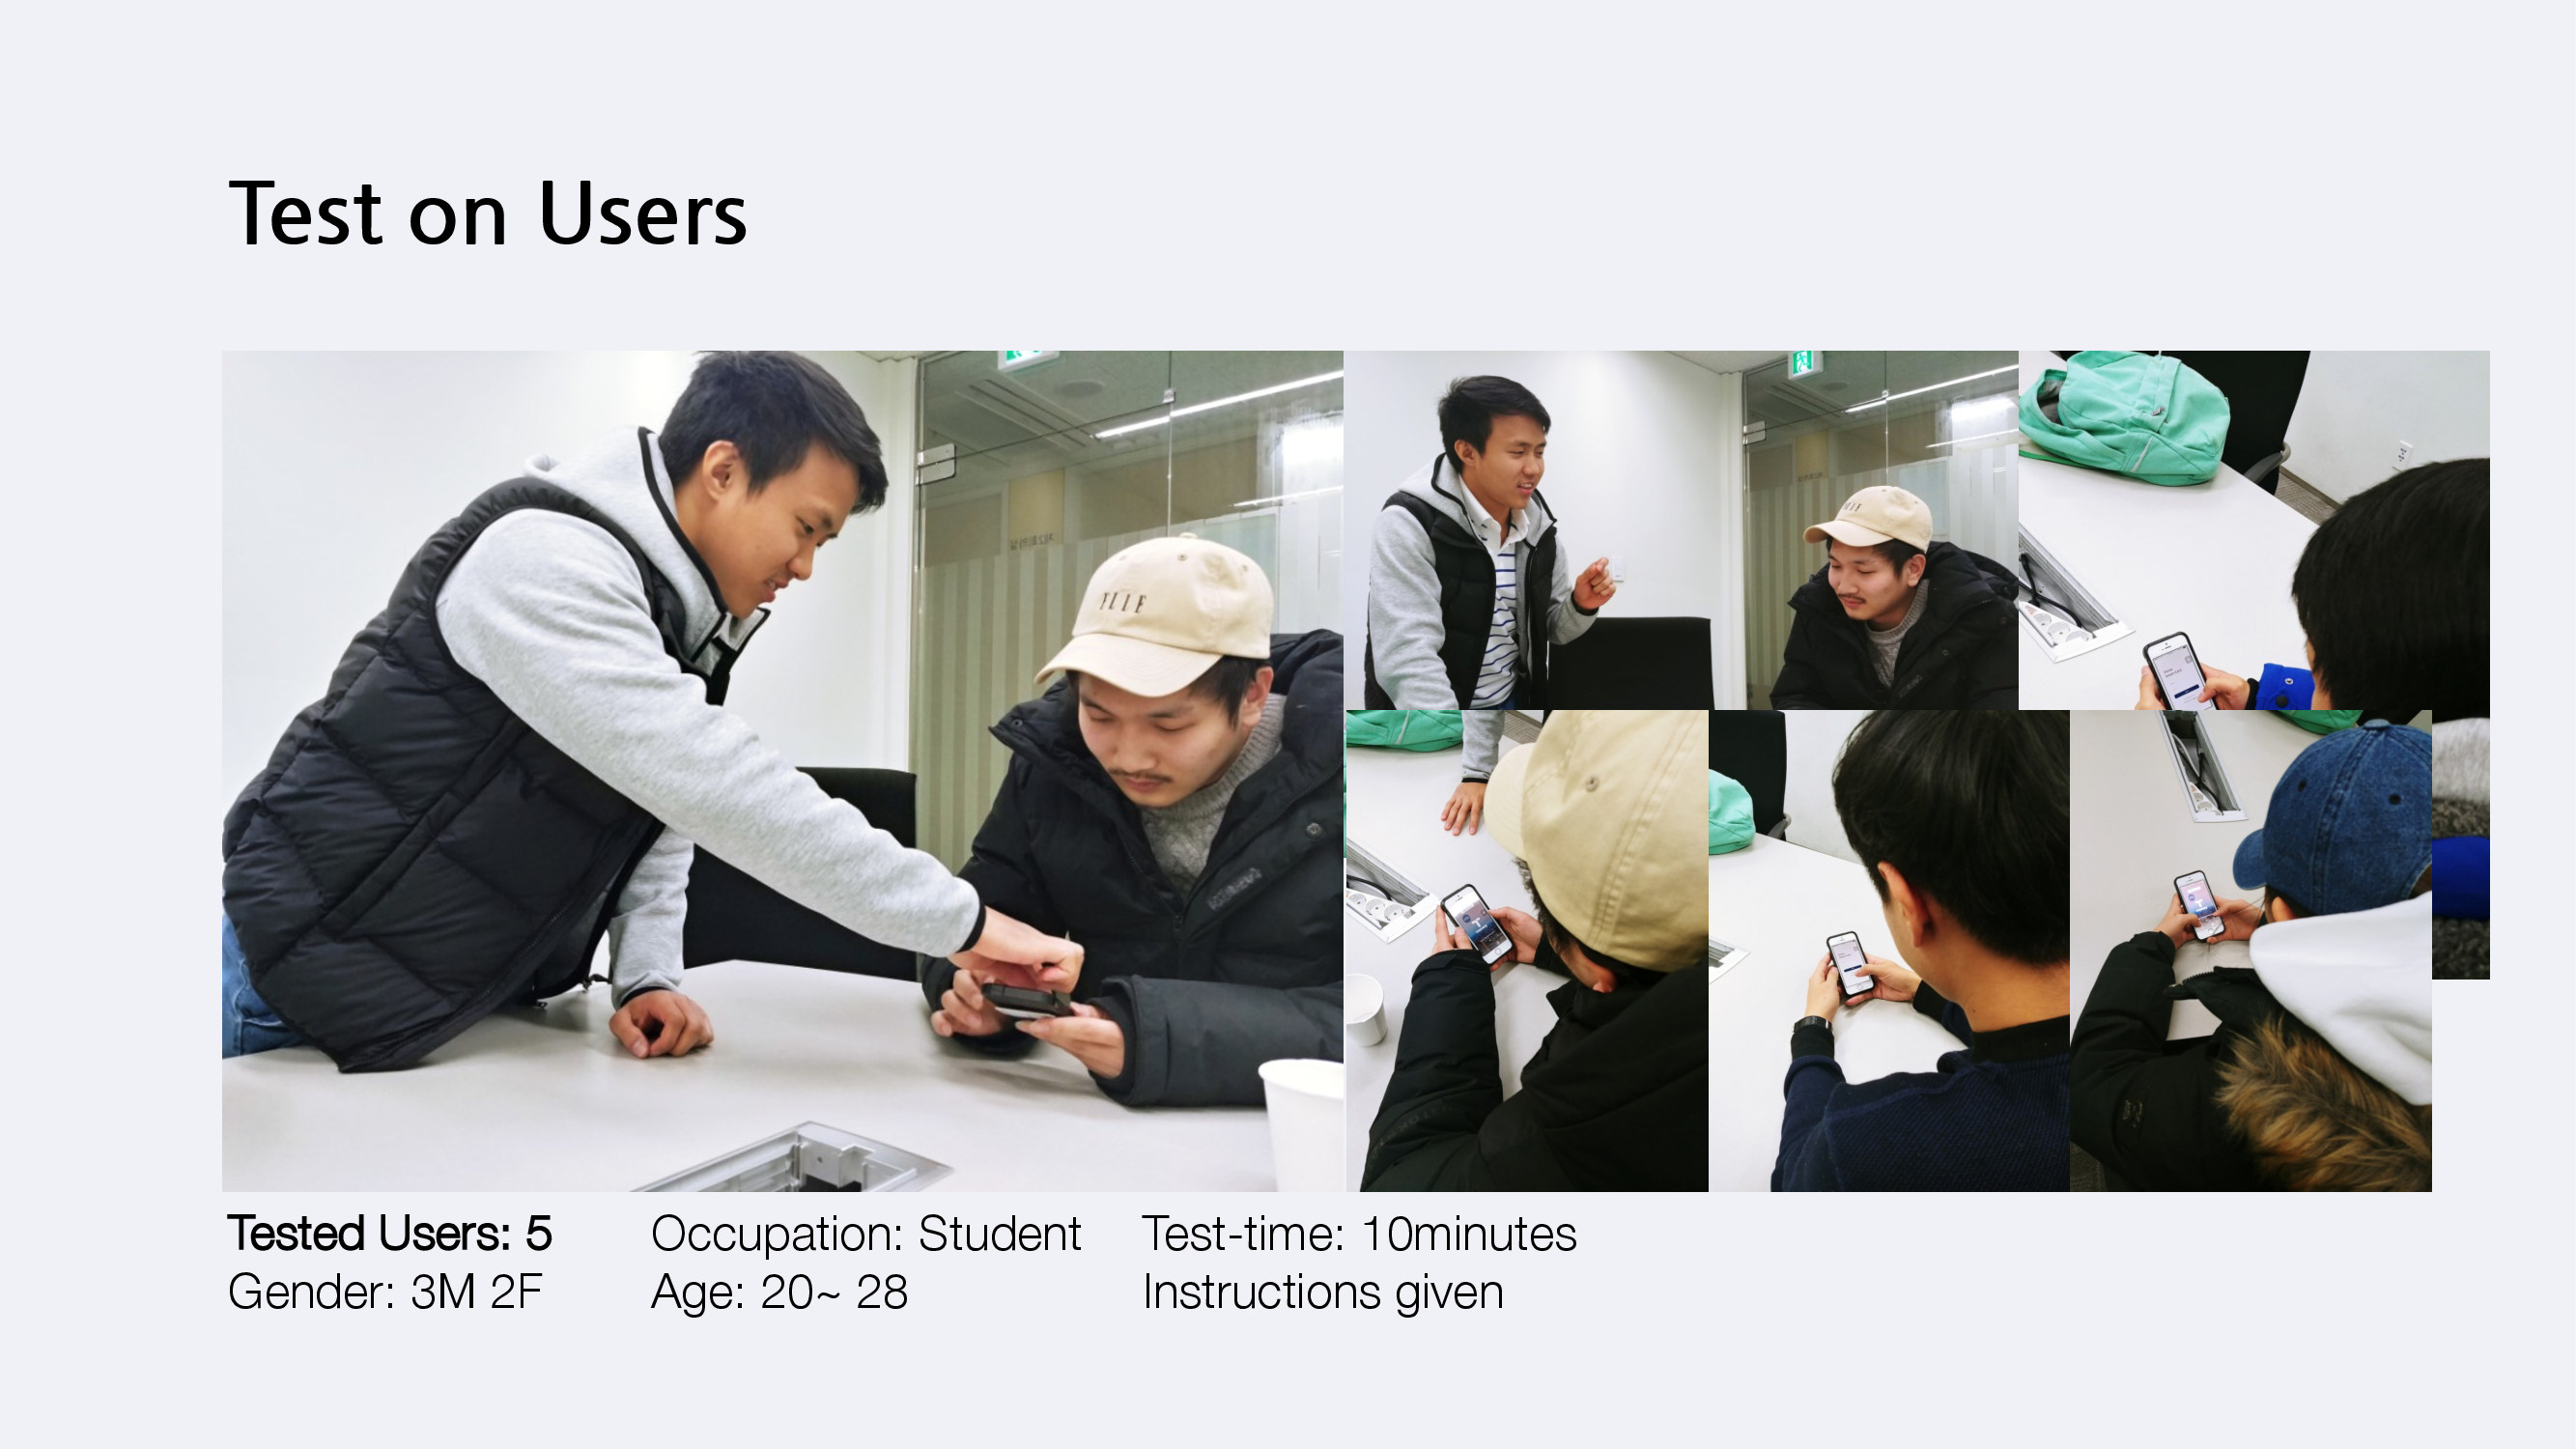 Test on Users
Tested Users: 5
Gender: 3M 2F
Occupation: Student
Age: 20~ 28
Test-time: 10minutes
Instructions given